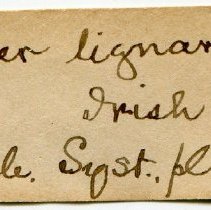 er lignar
Irish
le. Syst., pl